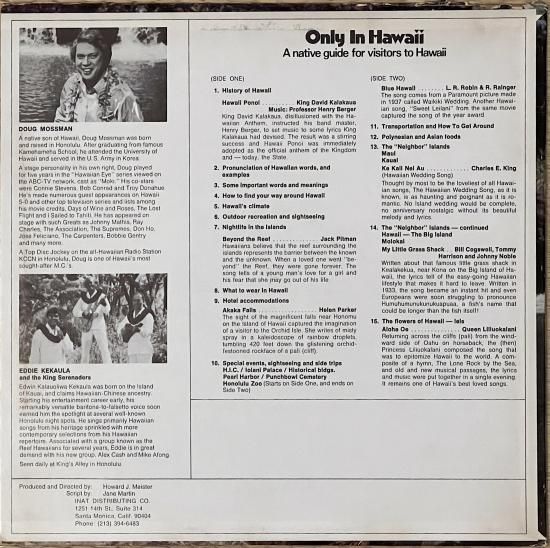 Only In Hawaii
A native guide for visitors to Hawaii
DOUG MOSSMAN
A native son of Hawaii, Doug Mossman was born
and raised in Honolulu. After graduating from famous
Kamehameha School, he attended the University of
Hawaii and served in the U.S. Army in Korea.
A stage personality in his own right, Doug played
for five years in the "Hawaiian Eye" series viewed on
the ABC-TV network, cast as "Moke." His co-stars
were Connie Stevens, Bob Conrad and Troy Donahue.
He's made numerous guest appearances on Hawaii
5-0 and other top television series and lists among
his movie credits, Days of Wine and Roses, The Lost
Flight and I Sailed to Tahiti. He has appeared on
stage with such Greats as Johnny Mathis, Ray
Charles, The Association, The Supremes, Don Ho,
Jose Feliciano, The Carpenters, Bobbie Gentry
and many more.
A Top Disc Jockey on the all-Hawaiian Radio Station
KCCN in Honolulu, Doug is one of Hawaii's most
sought-after M.C.'s.
EDDIE KEKAULA
and the King Serenaders
Edwin Kalauoliwa Kekaula was born on the Island
of Kauai, and claims Hawaiian-Chinese ancestry.
Starting his entertainment career early, his
remarkably versatile baritone-to-falsetto voice soon
earned him the spotlight at several well-known
Honolulu night spots. He sings primarily Hawaiian
songs from his heritage sprinkled with more
contemporary selections from his Hawaiian
repertoire. Associated with a group known as the
Reef Hawaiians for several years, Eddie is in great
demand with his new group, Alex Cash and Mike Afong.
Seen daily at King's Alley in Honolulu
Produced and Directed by: Howard J. Meister
Script by: Jane Martin
INAT DISTRIBUTING CO.
1251 14th St., Suite 314
Santa Monica, Calif. 90404
Phone: (213) 394-6483
(SIDE ONE)
1. History of Hawaii
Hawaii Ponoi .......... King David Kalakaua
Music: Professor Henry Berger
King David Kalakaua, disillusioned with the Ha-
waiian Anthem, instructed his band master,
Henry Berger, to set music to some lyrics King
Kalakaua had devised. The result was a stirring
success and Hawaii Ponoi was immediately
adopted as the official anthem of the Kingdom
and — today, the State.
2. Pronunciation of Hawaiian words, and
examples
3. Some important words and meanings
4. How to find your way around Hawaii
5. Hawaii's climate
6. Outdoor recreation and sightseeing
7. Nightlife in the Islands
Beyond the Reef .............. Jack Pitman
Hawaiians believe that the reef surrounding the
islands represents the barrier between the known
and the unknown. When a loved one went "be-
yond" the Reef, they were gone forever. The
song tells of a young man's love for a girl and
his fear that she may go out of his life
8. What to wear in Hawaii
9. Hotel accommodations
Akaka Falls .................. Helen Parker
The sight of the magnificent falls near Honomu
on the island of Hawaii captured the imagination
of a visitor to the Orchid Isle. She writes of misty
spray in a kaleidoscope of rainbow droplets,
tumbling 420 feet down the glistening orchid-
festooned rockface of a pali (cliff).
10. Special events, sightseeing and side trips
H.I.C. / Iolani Palace / Historical bldgs.
Pearl Harbor / Punchbowl Cemetery
Honolulu Zoo (Starts on Side One, and ends on
Side Two)
(SIDE TWO)
Blue Hawaii ........ L. R. Robin & R. Rainger
The song comes from a Paramount picture made
in 1937 called Waikiki Wedding. Another Hawai-
ian song, "Sweet Leilani" from the same movie
captured the song of the year award.
11. Transportation and How To Get Around
12. Polynesian and Asian foods
13. The "Neighbor" Islands
Maui
Kauai
Ke Kali Nei Au ............ Charles E. King
(Hawaiian Wedding Song)
Thought by most to be the loveliest of all Hawai-
ian songs, The Hawaiian Wedding Song, as it is
known, is as haunting and poignant as it is ro-
mantic. No Island wedding would be complete,
no anniversary nostalgic without its beautiful
melody and lyrics.
14. The "Neighbor" Islands — continued
Hawaii — The Big Island
Molokai
My Little Grass Shack . Bill Cogswell, Tommy
Harrison and Johnny Noble
Written about that famous little grass shack in
Kealakekua, near Kona on the Big Island of Ha-
waii, the lyrics tell of the easy-going Hawaiian
lifestyle that makes it hard to leave. Written in
1933, the song became an instant hit and even
Europeans were soon struggling to pronounce
Humuhumunukunukuapuaa, a fish's name that
could be longer than the fish itself!
15. The flowers of Hawaii — leis
Aloha Oe ............... Queen Liliuokalani
Returning across the cliffs (pali) from the wind-
ward side of Oahu on horseback, the (then)
Princess Liliuokalani composed the song that
was to epitomize Hawaii to the world. A com-
posite of a hymn, The Lone Rock by the Sea,
and old and new musical passages, the lyrics
and music were put together in a single evening.
It remains one of Hawaii's best loved songs.